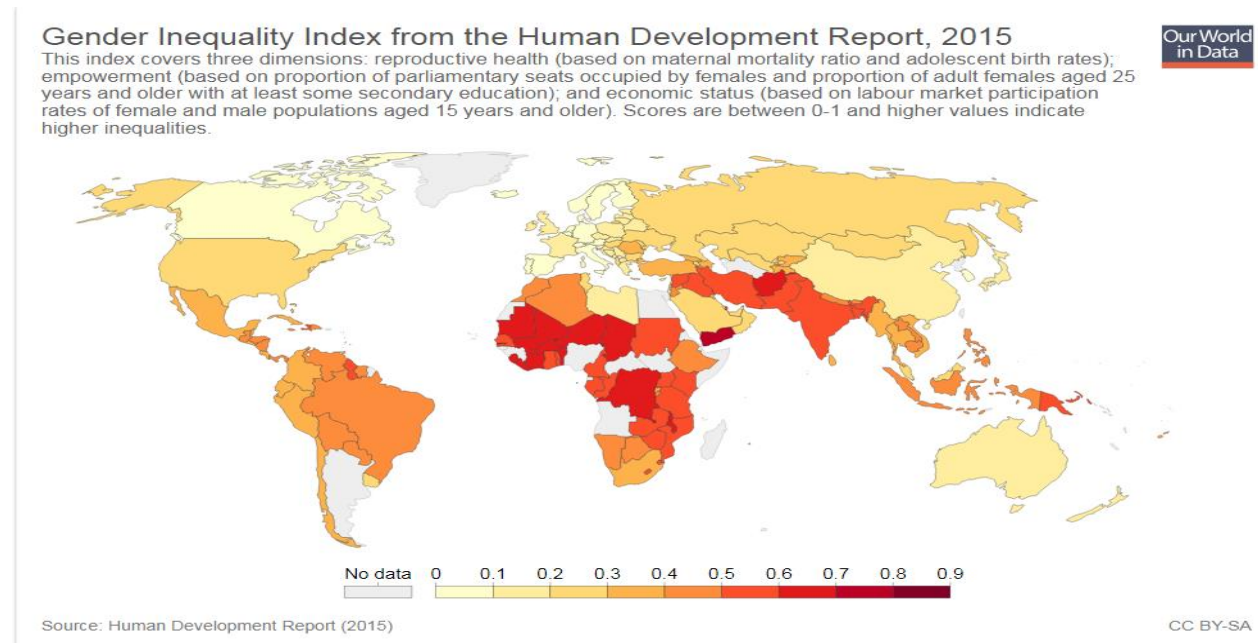 Gender Inequality Index from the Human Development Report, 2015
This index covers three dimensions: reproductive health (based on maternal mortality ratio and adolescent birth rates);
empowerment (based on proportion of parliamentary seats occupied by females and proportion of adult females aged 25
years and older with at least some secondary education); and economic status (based on labour market participation
rates of female and male populations aged 15 years and older). Scores are between 0-1 and higher values indicate
higher inequalities.
Our World
in Data
No data 0 0.1 0.2 0.3 0.4 0.5 0.6 0.7 0.8 0.9
Source: Human Development Report (2015)
CC BY-SA